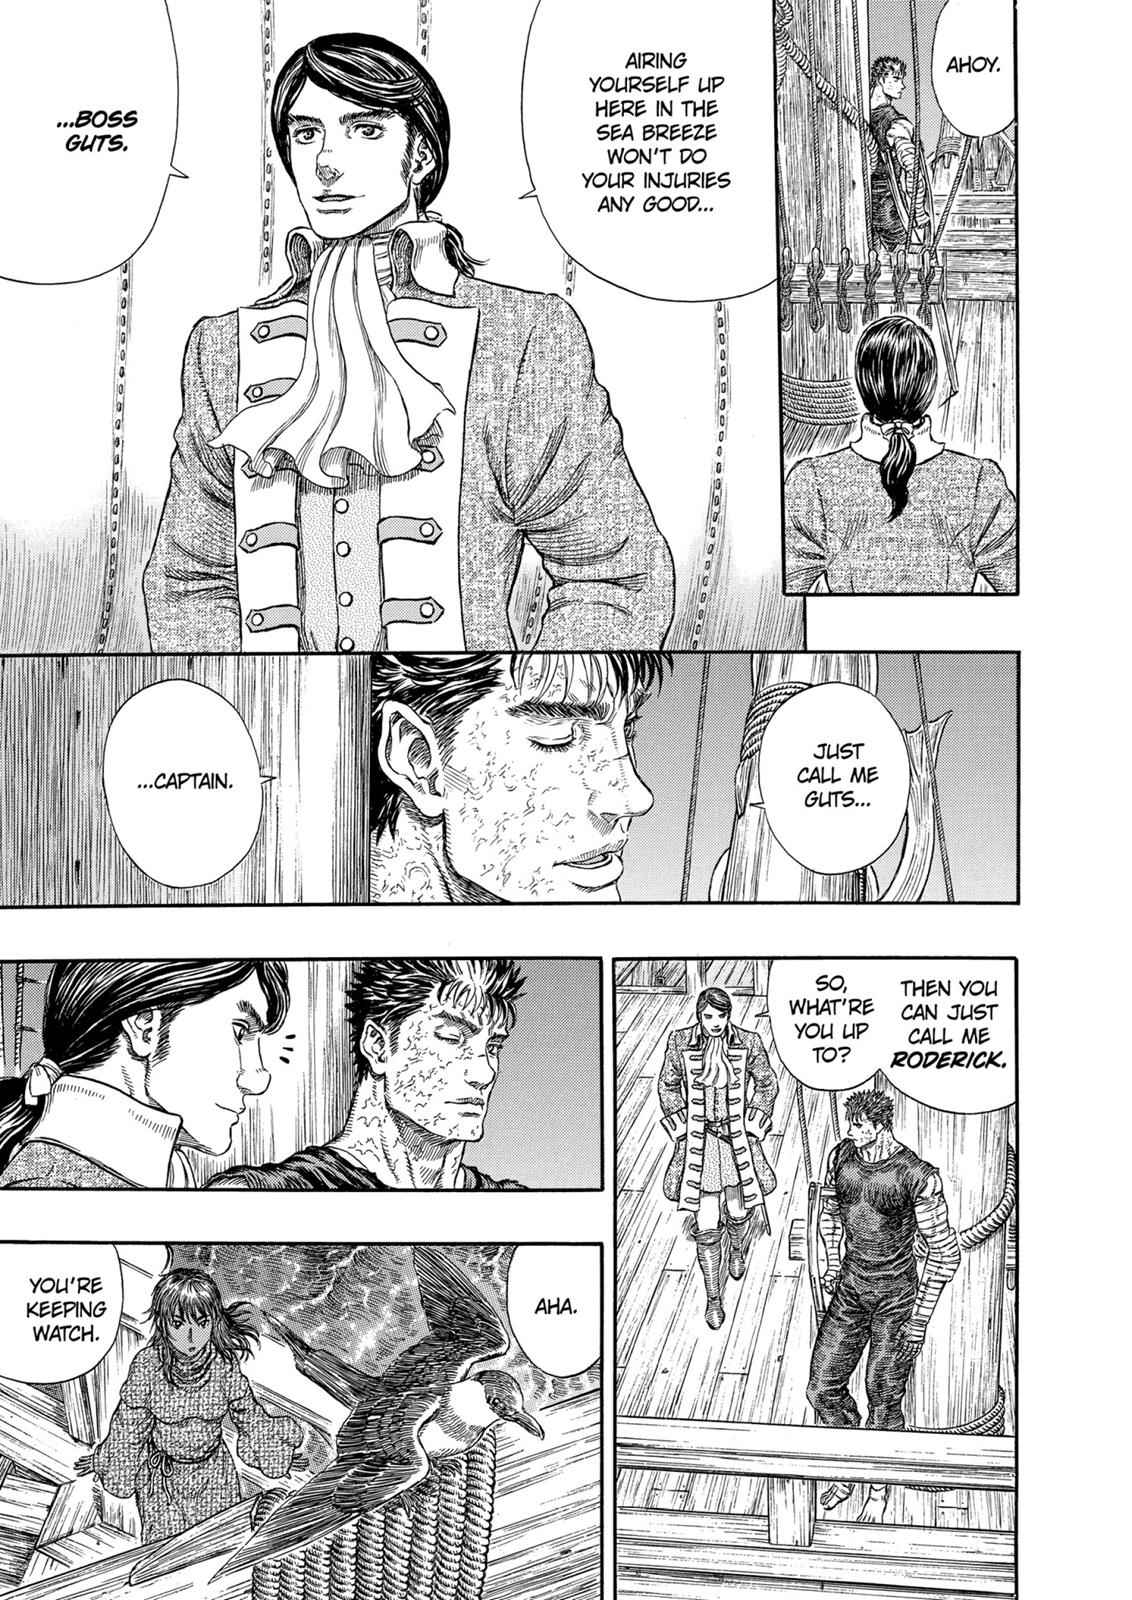 AHOY.
AIRING
YOURSELF UP
HERE IN THE
SEA BREEZE
WON'T DO
YOUR INJURIES
ANY GOOD...
...BOSS
GUTS.
JUST
CALL ME
GUTS...
...CAPTAIN.
THEN YOU
CAN JUST
CALL ME
RODERICK.
SO,
WHAT'RE
YOU UP
TO?
AHA.
YOU'RE
KEEPING
WATCH.